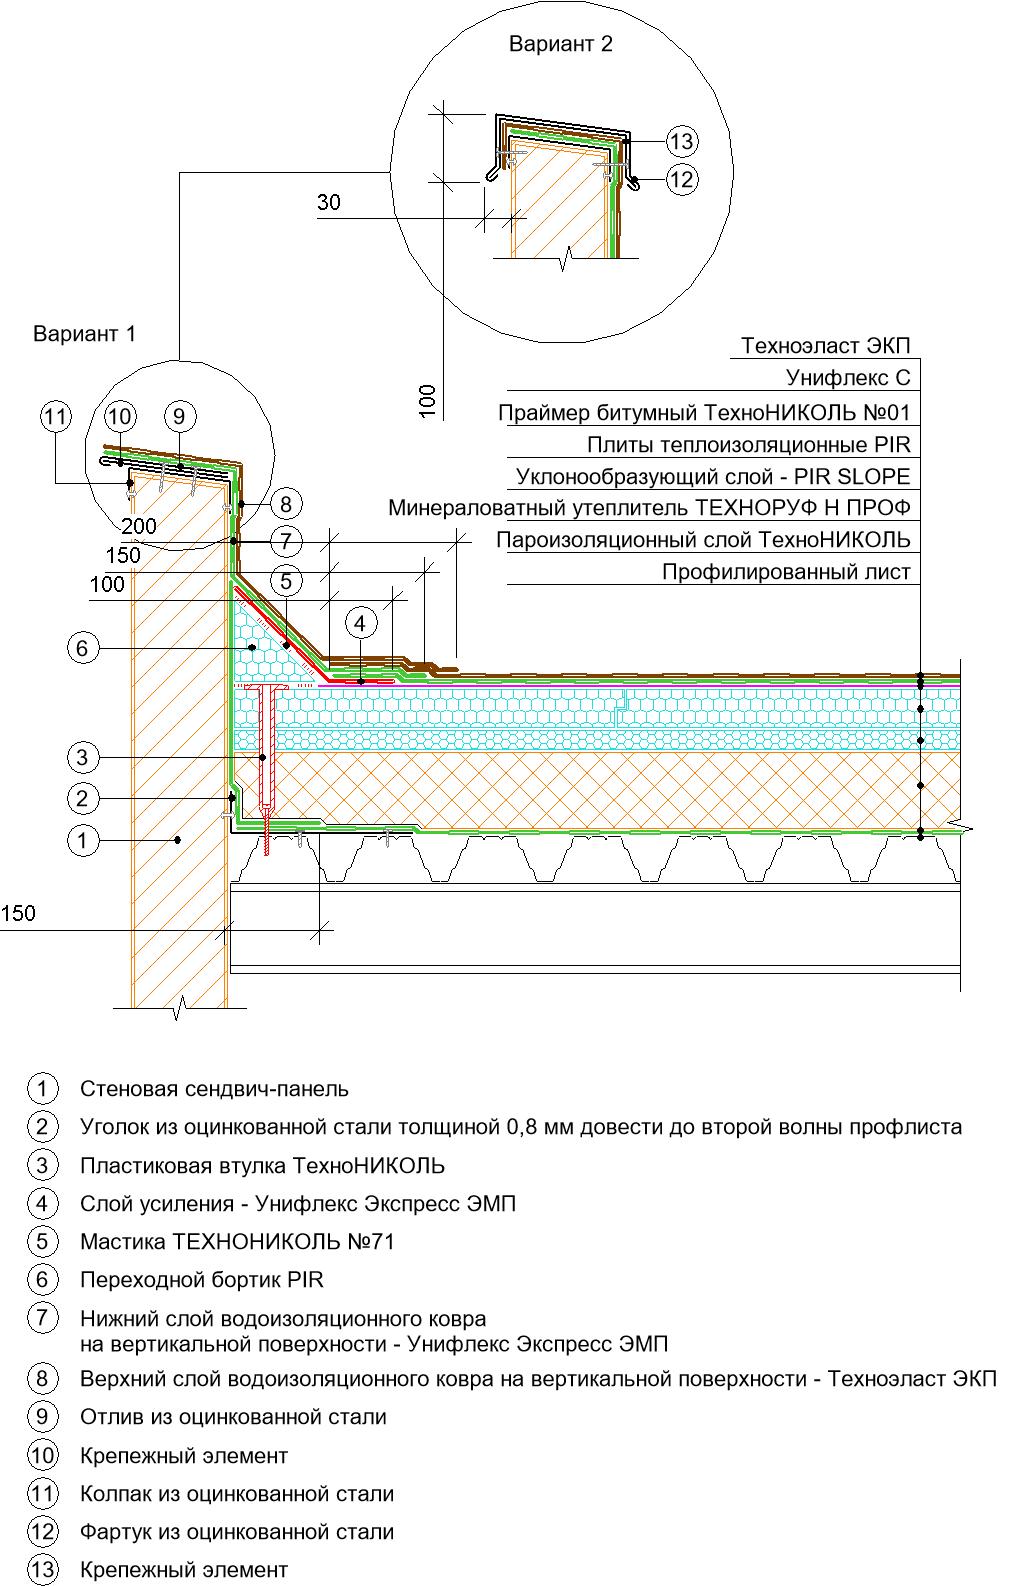 Вариант 2
13
12
30
Вариант 1
100
Техноэласт ЭКП
Унифлекс С
Праймер битумный ТехноНИКОЛЬ №01
Плиты теплоизоляционные PIR
Уклонообразующий слой - PIR SLOPE
Минераловатный утеплитель ТЕХНОРУФ Н ПРОФ
Пароизоляционный слой ТехноНИКОЛЬ
Профилированный лист
11
10
9
8
200
7
150
5
100
4
6
3
2
1
150
1 Стеновая сендвич-панель
2 Уголок из оцинкованной стали толщиной 0,8 мм довести до второй волны профлиста
3 Пластиковая втулка ТехноНИКОЛЬ
4 Слой усиления - Унифлекс Экспресс ЭМП
5 Мастика ТЕХНОНИКОЛЬ №71
6 Переходной бортик PIR
7 Нижний слой водоизоляционного ковра
на вертикальной поверхности - Унифлекс Экспресс ЭМП
8 Верхний слой водоизоляционного ковра на вертикальной поверхности - Техноэласт ЭКП
9 Отлив из оцинкованной стали
10 Крепежный элемент
11 Колпак из оцинкованной стали
12 Фартук из оцинкованной стали
13 Крепежный элемент